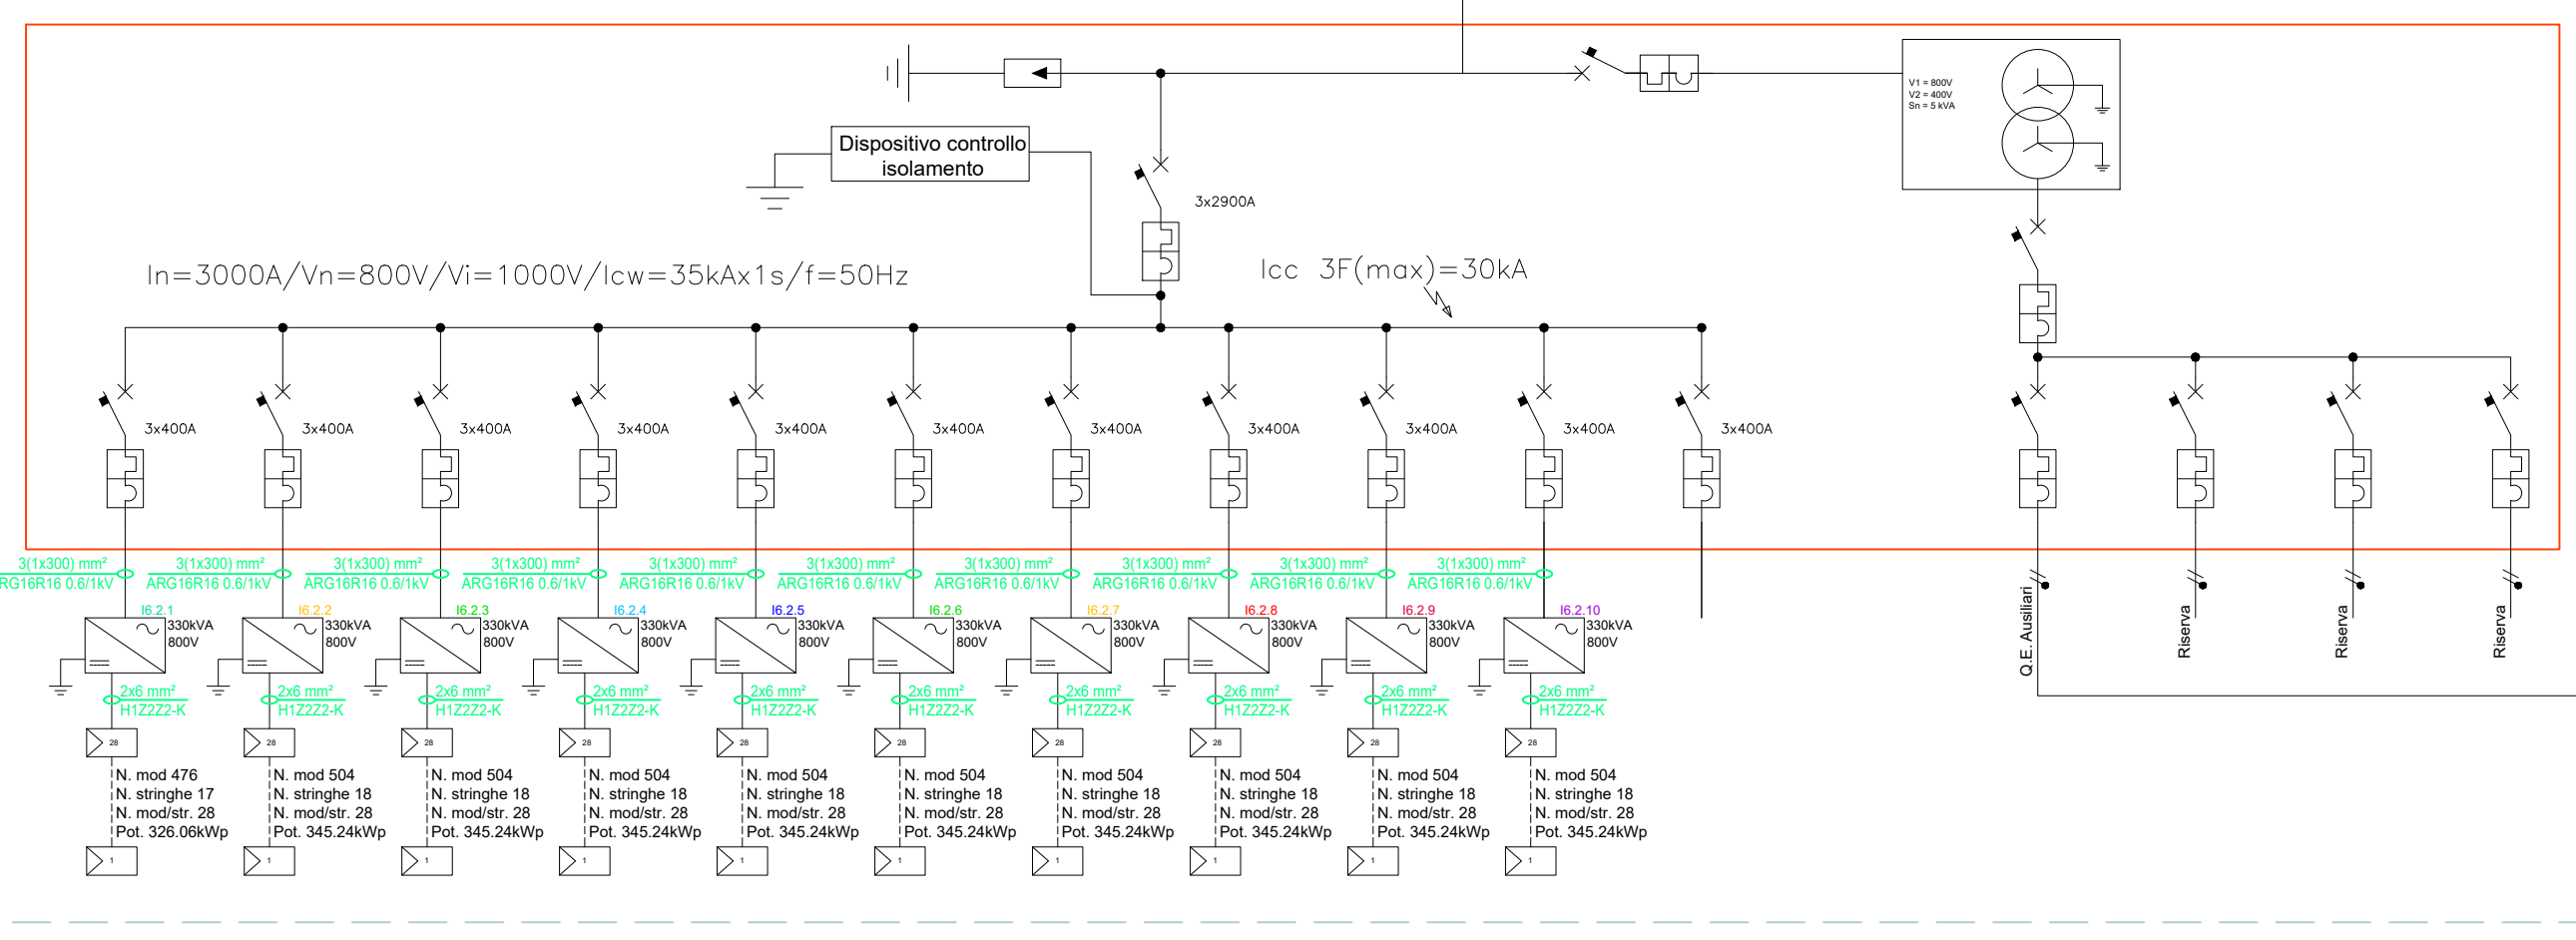 V1 = 800V
V2 = 400V
Sn = 5 kVA
Dispositivo controllo
isolamento
3x2900A
In=3000A/Vn=800V/Vi=1000V/Icw=35kAx1s/f=50Hz
Icc 3F(max)=30kA
3x400A 3x400A 3x400A 3x400A 3x400A 3x400A 3x400A 3x400A 3x400A 3x400A 3x400A
3(1x300) mm² 3(1x300) mm² 3(1x300) mm² 3(1x300) mm² 3(1x300) mm² 3(1x300) mm² 3(1x300) mm² 3(1x300) mm² 3(1x300) mm² 3(1x300) mm²
ARG16R16 0.6/1kV ARG16R16 0.6/1kV ARG16R16 0.6/1kV ARG16R16 0.6/1kV ARG16R16 0.6/1kV ARG16R16 0.6/1kV ARG16R16 0.6/1kV ARG16R16 0.6/1kV ARG16R16 0.6/1kV ARG16R16 0.6/1kV
I6.2.1 I6.2.2 I6.2.3 I6.2.4 I6.2.5 I6.2.6 I6.2.7 I6.2.8 I6.2.9 I6.2.10
330kVA 330kVA 330kVA 330kVA 330kVA 330kVA 330kVA 330kVA 330kVA 330kVA
800V 800V 800V 800V 800V 800V 800V 800V 800V 800V
Q.E. Ausiliari
Riserva
Riserva
Riserva
2x6 mm² 2x6 mm² 2x6 mm² 2x6 mm² 2x6 mm² 2x6 mm² 2x6 mm² 2x6 mm² 2x6 mm² 2x6 mm²
H1Z2Z2-K H1Z2Z2-K H1Z2Z2-K H1Z2Z2-K H1Z2Z2-K H1Z2Z2-K H1Z2Z2-K H1Z2Z2-K H1Z2Z2-K H1Z2Z2-K
28 28 28 28 28 28 28 28 28 28
N. mod 476 N. mod 504 N. mod 504 N. mod 504 N. mod 504 N. mod 504 N. mod 504 N. mod 504 N. mod 504 N. mod 504
N. stringhe 17 N. stringhe 18 N. stringhe 18 N. stringhe 18 N. stringhe 18 N. stringhe 18 N. stringhe 18 N. stringhe 18 N. stringhe 18 N. stringhe 18
N. mod/str. 28 N. mod/str. 28 N. mod/str. 28 N. mod/str. 28 N. mod/str. 28 N. mod/str. 28 N. mod/str. 28 N. mod/str. 28 N. mod/str. 28 N. mod/str. 28
Pot. 326.06kWp Pot. 345.24kWp Pot. 345.24kWp Pot. 345.24kWp Pot. 345.24kWp Pot. 345.24kWp Pot. 345.24kWp Pot. 345.24kWp Pot. 345.24kWp Pot. 345.24kWp
1 1 1 1 1 1 1 1 1 1